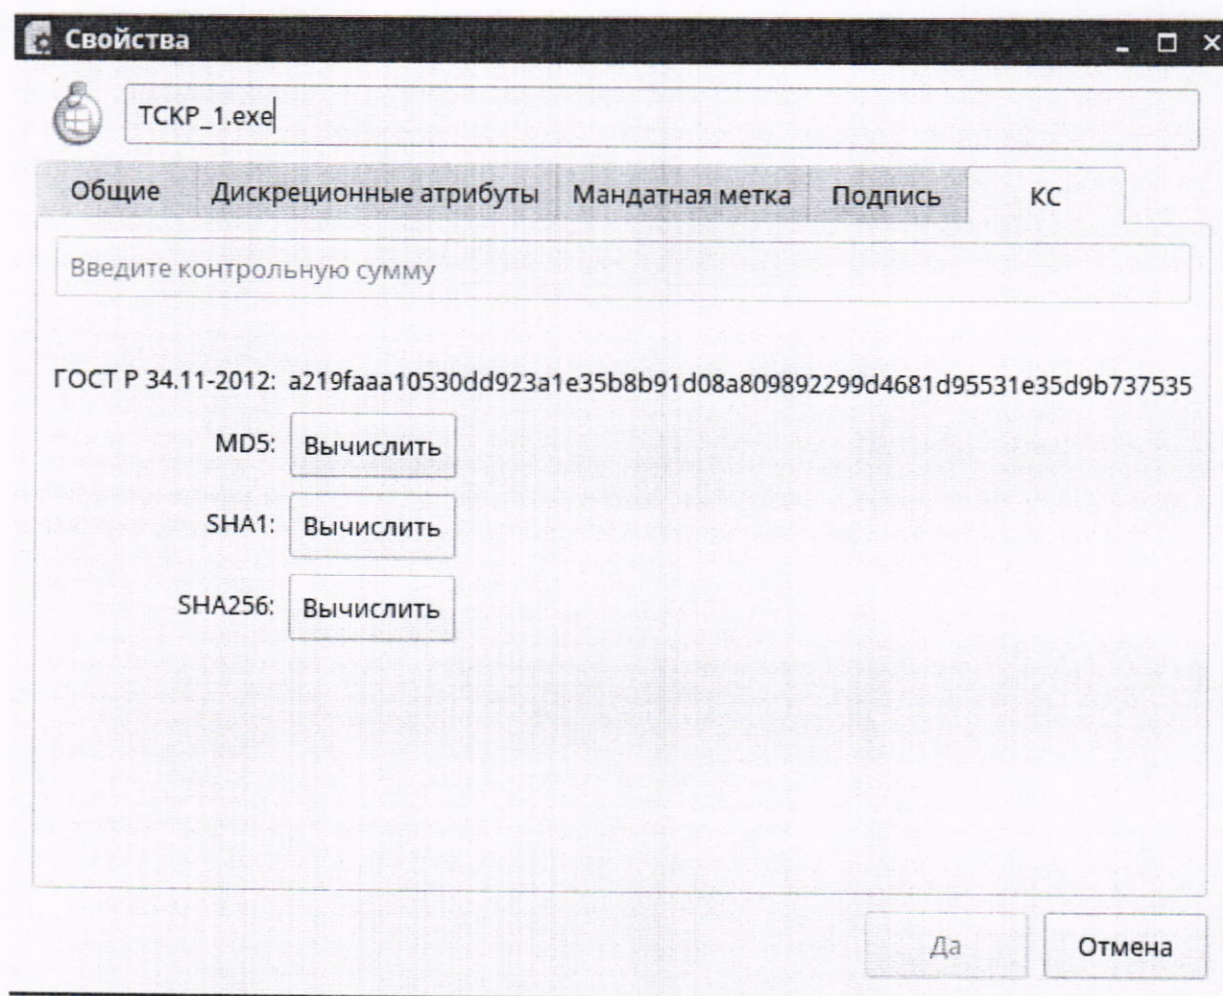 Свойства
TCKP_1.exe
Общие Дискреционные атрибуты Мандатная метка Подпись КС
Введите контрольную сумму
ГОСТ Р 34.11-2012: a219faaa10530dd923a1e35b8b91d08a809892299d4681d95531e35d9b737535
MD5: Вычислить
SHA1: Вычислить
SHA256: Вычислить
Да Отмена